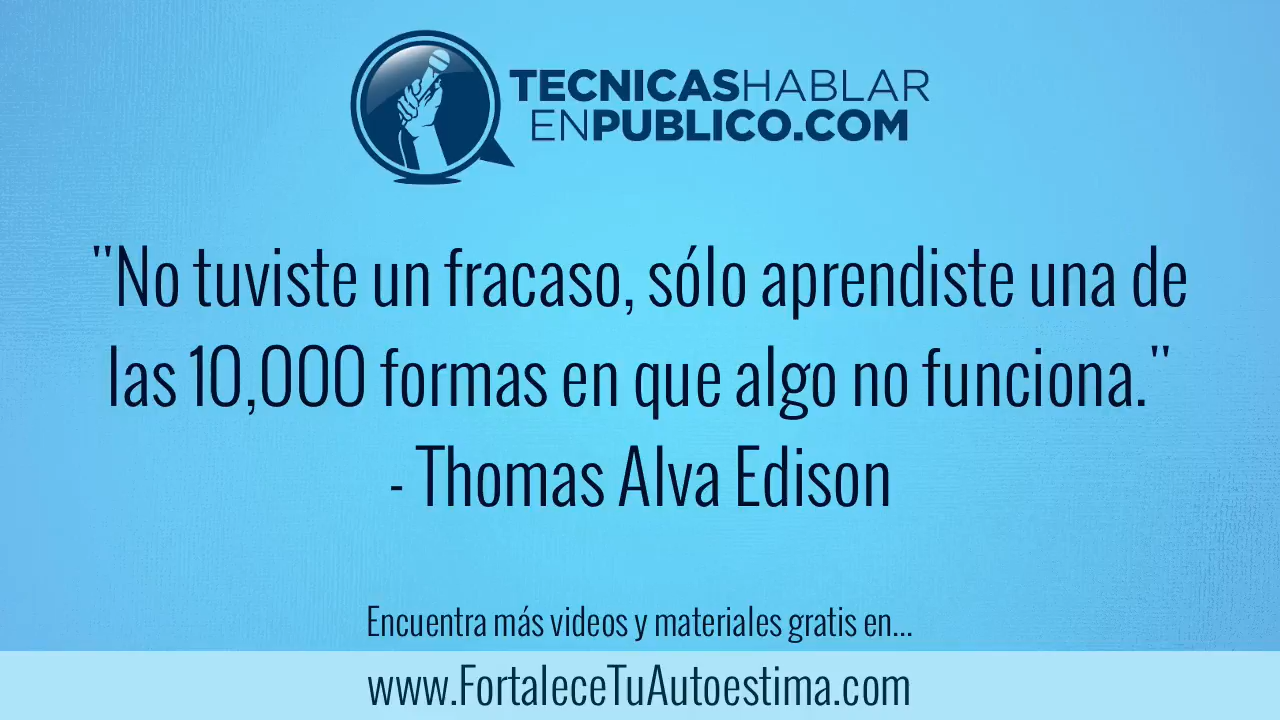 TECNICASHABLAR
ENPUBLICO.COM
"No tuviste un fracaso, sólo aprendiste una de
las 10,000 formas en que algo no funciona."
- Thomas Alva Edison
Encuentra más videos y materiales gratis en...
www.FortaleceTuAutoestima.com